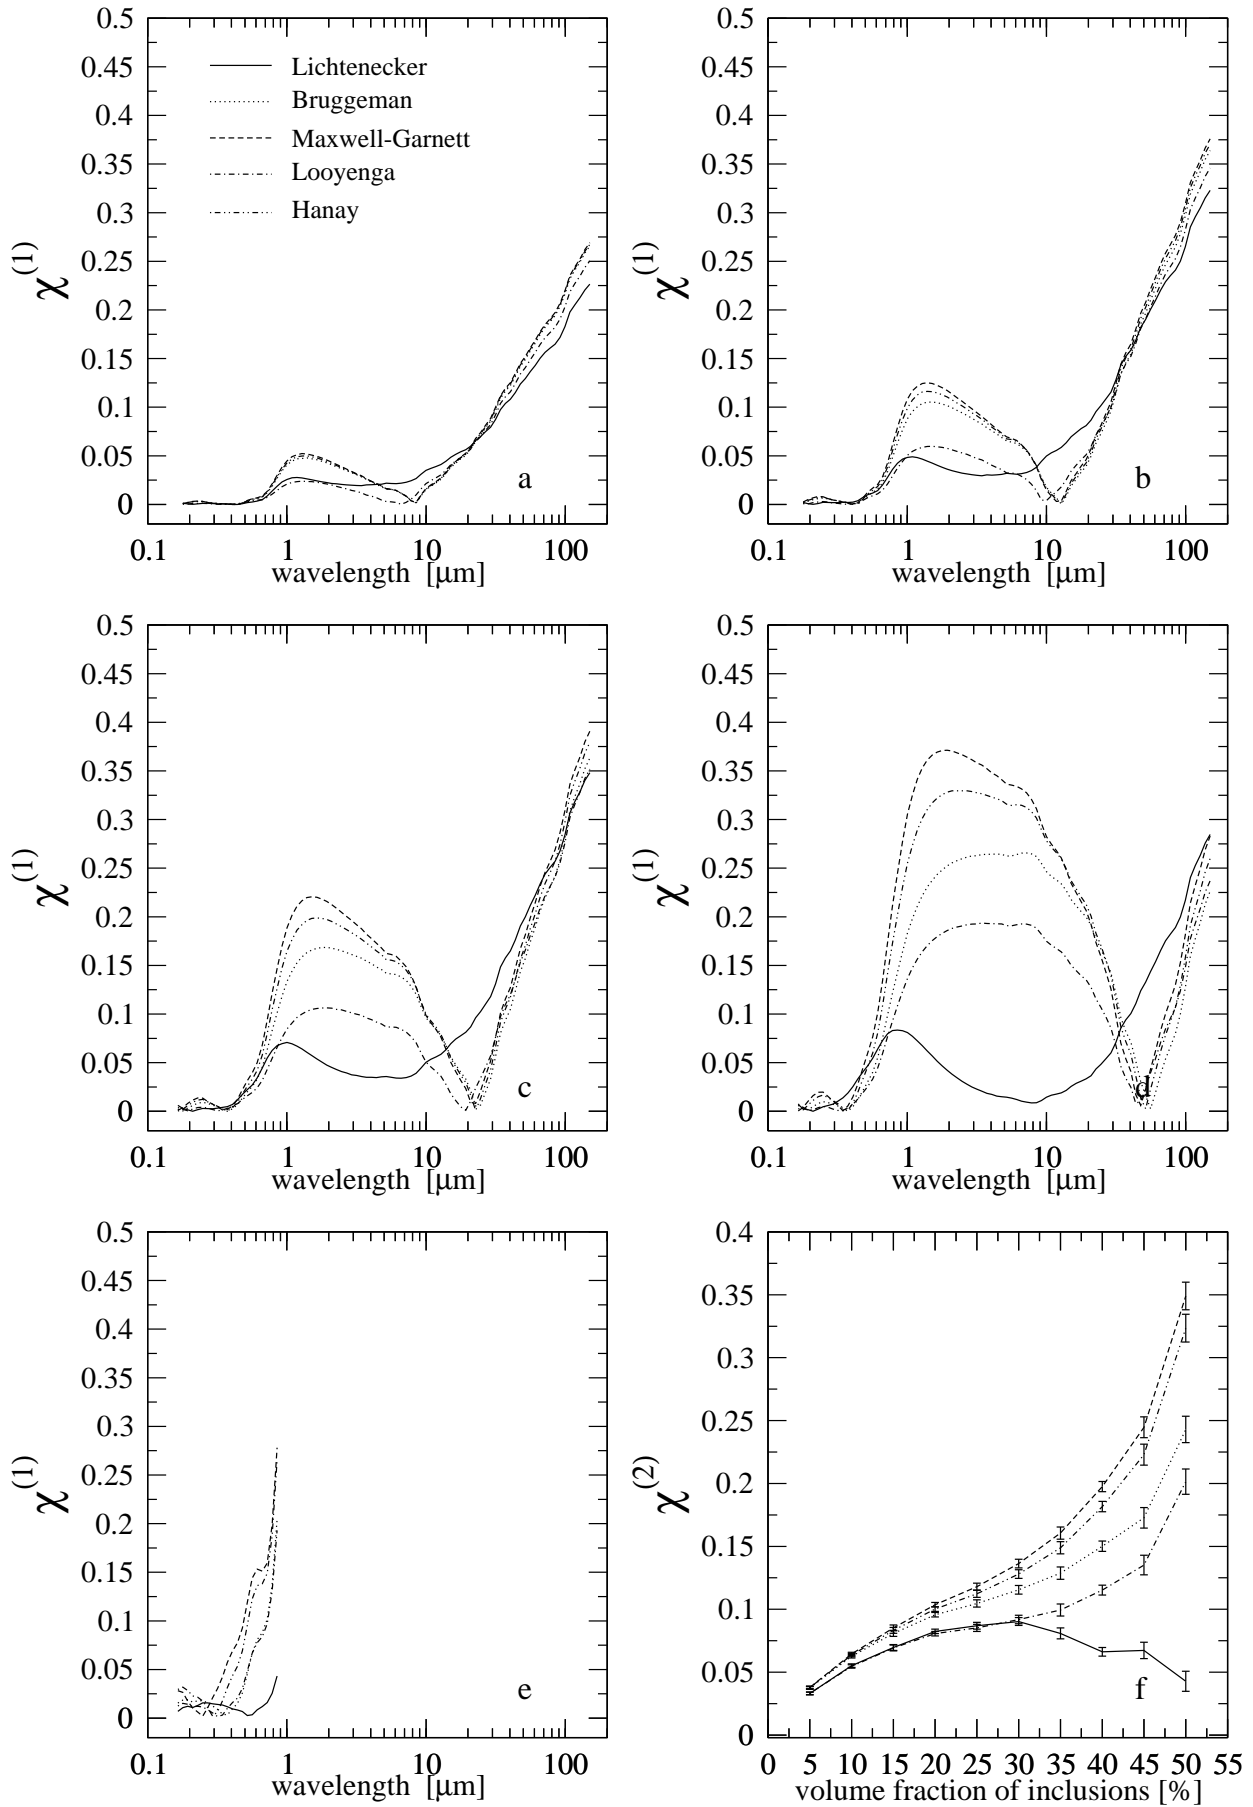 0.5
0.45
0.4
0.35
0.3
0.25
0.2
0.15
0.1
0.05
0
χ(1)
Lichtenecker
Bruggeman
Maxwell-Garnett
Looyenga
Hanay
a
0.1 1 10 100
wavelength [μm]
0.5
0.45
0.4
0.35
0.3
0.25
0.2
0.15
0.1
0.05
0
χ(1)
b
0.1 1 10 100
wavelength [μm]
0.5
0.45
0.4
0.35
0.3
0.25
0.2
0.15
0.1
0.05
0
χ(1)
c
0.1 1 10 100
wavelength [μm]
0.5
0.45
0.4
0.35
0.3
0.25
0.2
0.15
0.1
0.05
0
χ(1)
d
0.1 1 10 100
wavelength [μm]
0.5
0.45
0.4
0.35
0.3
0.25
0.2
0.15
0.1
0.05
0
χ(1)
e
0.1 1 10 100
wavelength [μm]
0.4
0.35
0.3
0.25
0.2
0.15
0.1
0.05
0
χ(2)
f
0 5 10 15 20 25 30 35 40 45 50 55
volume fraction of inclusions [%]